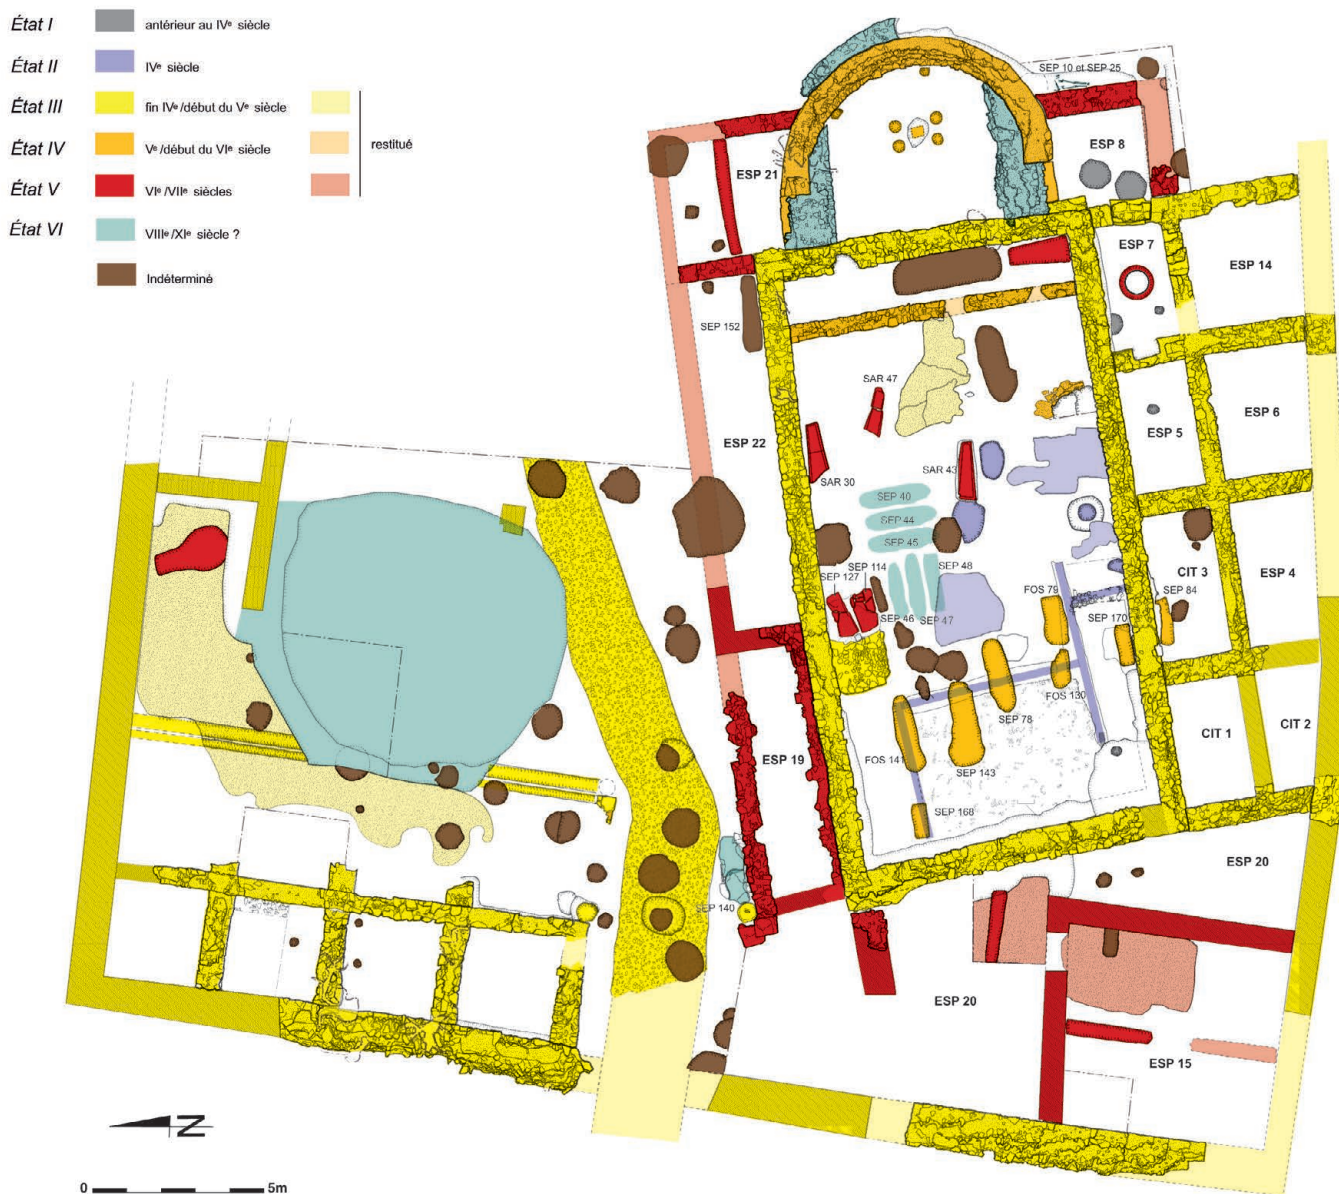 État I antérieur au IVᵉ siècle
État II IVᵉ siècle
État III fin IVᵉ/début du Vᵉ siècle
État IV Vᵉ/début du VIᵉ siècle
restitué
État V VIᵉ/VIIᵉ siècles
État VI VIIIᵉ/XIᵉ siècle ?
Indéterminé
SEP 10 et SEP 25
ESP 21
ESP 8
ESP 7
ESP 14
SEP 152
SAR 47
ESP 22
ESP 5
ESP 6
SAR 30
SAR 43
SEP 40
SEP 44
SEP 45
SEP 114
SEP 48
SEP 127
CIT 3
ESP 4
FOS 79
SEP 84
SEP 46
SEP 47
SEP 170
FOS 130
SEP 78
CIT 1
CIT 2
FOS 141
ESP 19
SEP 143
SEP 168
ESP 20
SEP 140
ESP 20
ESP 15
N
0 5m